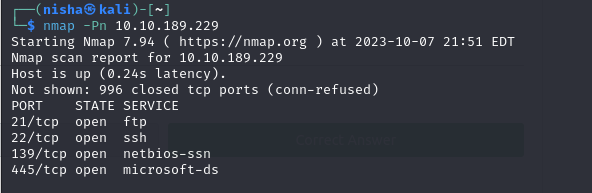 ┌──(nisha㉿kali)-[~]
└─$ nmap -Pn 10.10.189.229
Starting Nmap 7.94 ( https://nmap.org ) at 2023-10-07 21:51 EDT
Nmap scan report for 10.10.189.229
Host is up (0.24s latency).
Not shown: 996 closed tcp ports (conn-refused)
PORT    STATE SERVICE
21/tcp  open  ftp
22/tcp  open  ssh
139/tcp open  netbios-ssn
445/tcp open  microsoft-ds